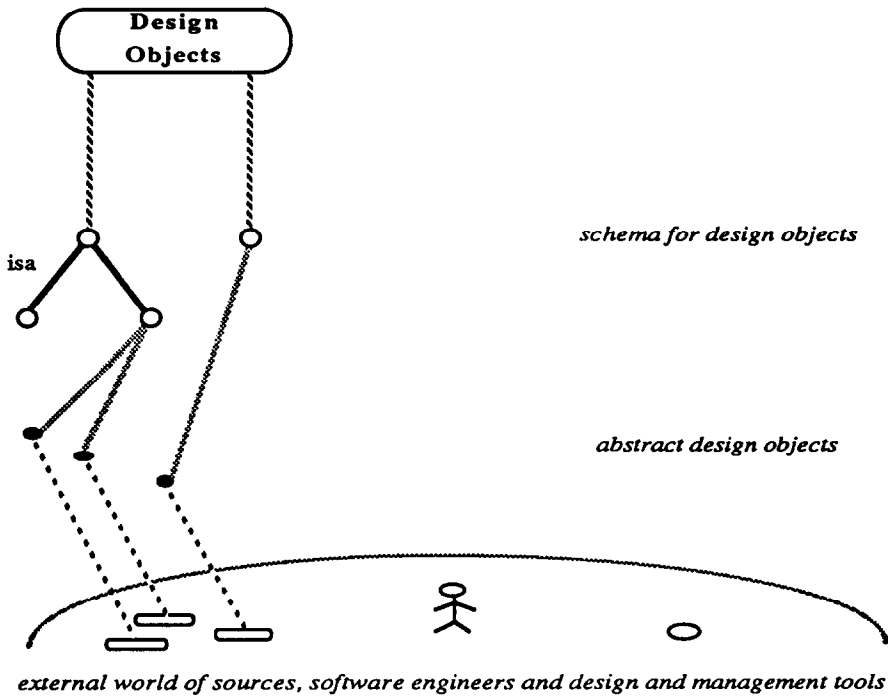 Design
Objects
schema for design objects
isa
abstract design objects
external world of sources, software engineers and design and management tools